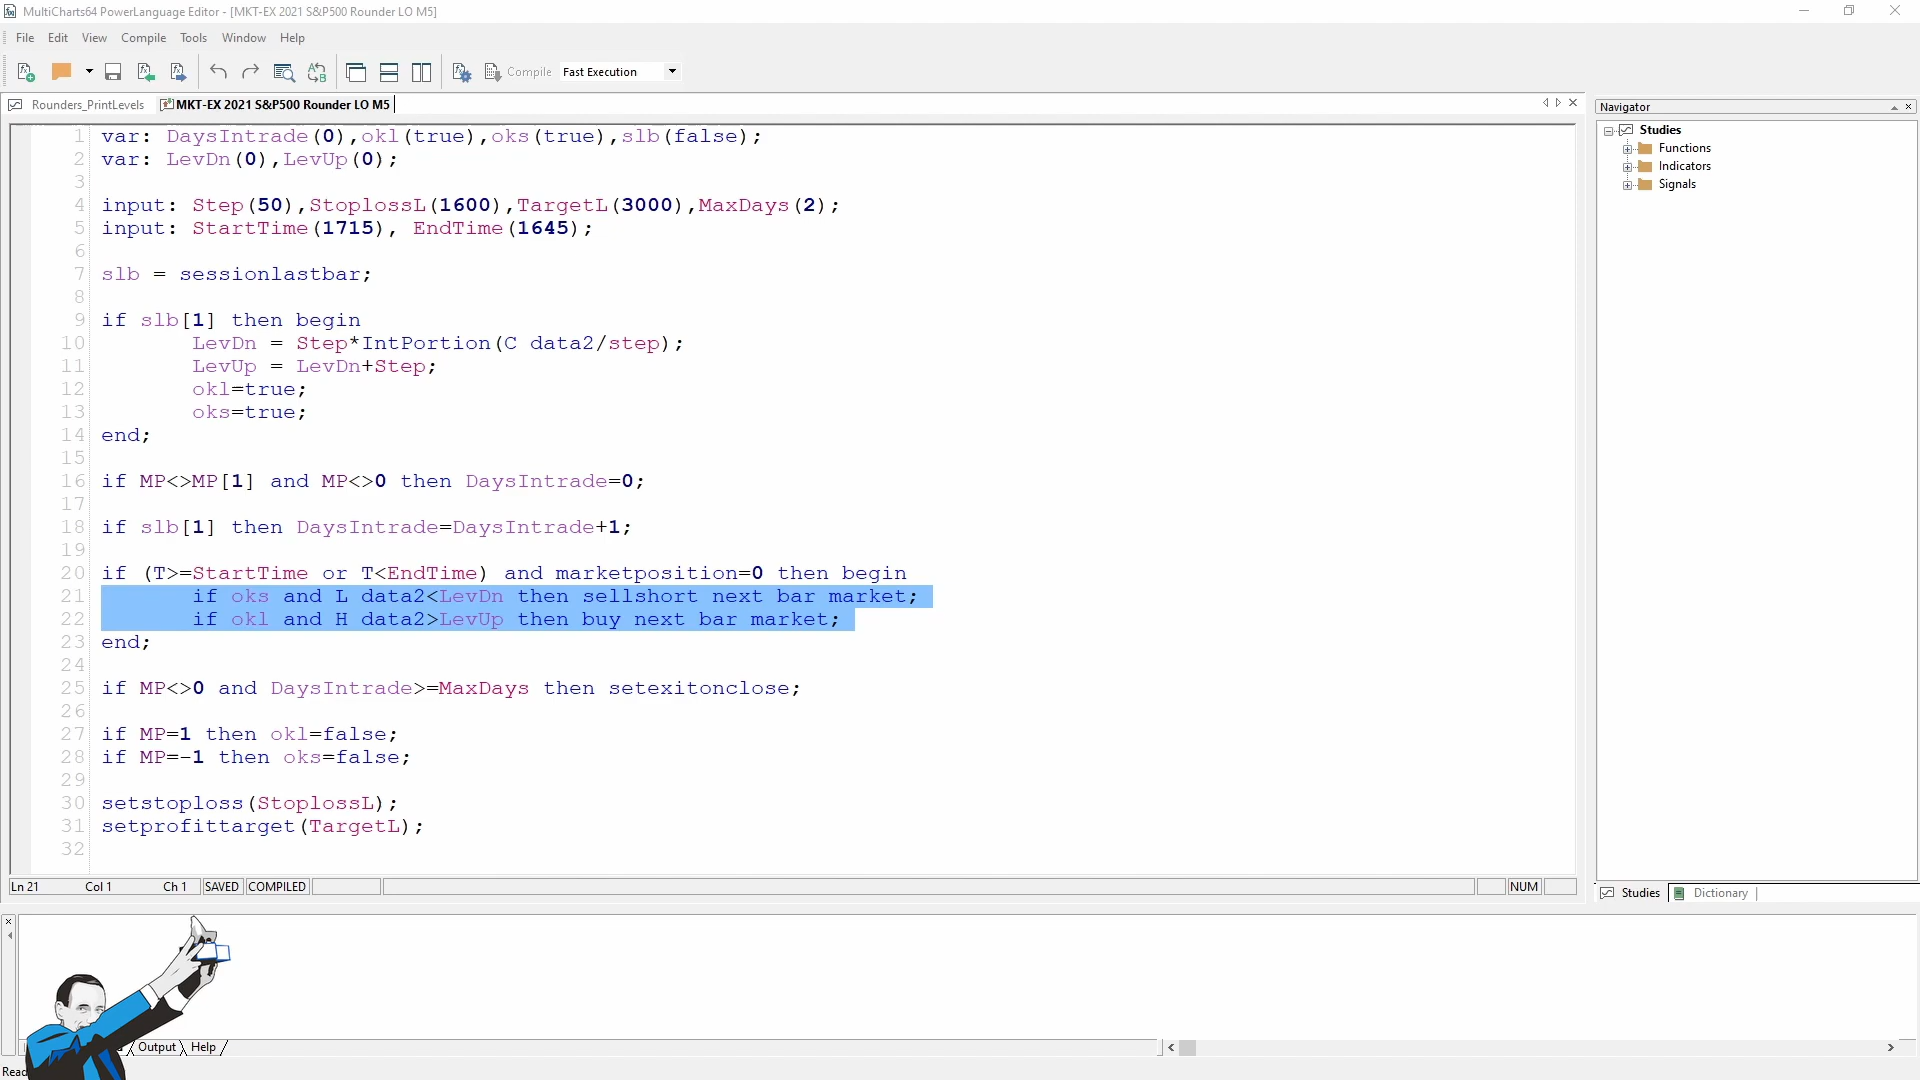 MultiCharts64 PowerLanguage Editor - [MKT-EX 2021 S&P500 Rounder LO M5]
File Edit View Compile Tools Window Help
Compile Fast Execution
Rounders_PrintLevels MKT-EX 2021 S&P500 Rounder LO M5
Navigator
1 var: DaysIntrade(0),okl(true),oks(true),slb(false);
2 var: LevDn(0),LevUp(0);
3
4 input: Step(50),StoplossL(1600),TargetL(3000),MaxDays(2);
5 input: StartTime(1715), EndTime(1645);
6
7 slb = sessionlastbar;
8
9 if slb[1] then begin
10 LevDn = Step*IntPortion(C data2/step);
11 LevUp = LevDn+Step;
12 okl=true;
13 oks=true;
14 end;
15
16 if MP<>MP[1] and MP<>0 then DaysIntrade=0;
17
18 if slb[1] then DaysIntrade=DaysIntrade+1;
19
20 if (T>=StartTime or T<EndTime) and marketposition=0 then begin
21 if oks and L data2<LevDn then sellshort next bar market;
22 if okl and H data2>LevUp then buy next bar market;
23 end;
24
25 if MP<>0 and DaysIntrade>=MaxDays then setexitonclose;
26
27 if MP=1 then okl=false;
28 if MP=-1 then oks=false;
29
30 setstoploss(StoplossL);
31 setprofittarget(TargetL);
32
Studies
Functions
Indicators
Signals
Ln 21 Col 1 Ch 1 SAVED COMPILED NUM
Studies Dictionary
Output Help